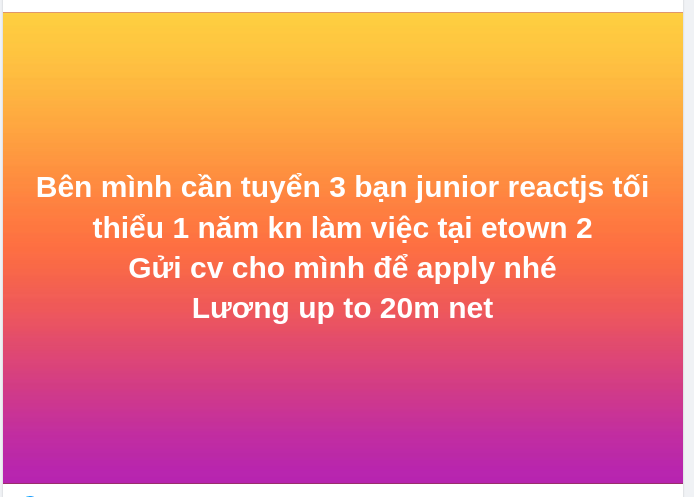 Bên mình cần tuyển 3 bạn junior reactjs tối
thiểu 1 năm kn làm việc tại etown 2
Gửi cv cho mình để apply nhé
Lương up to 20m net